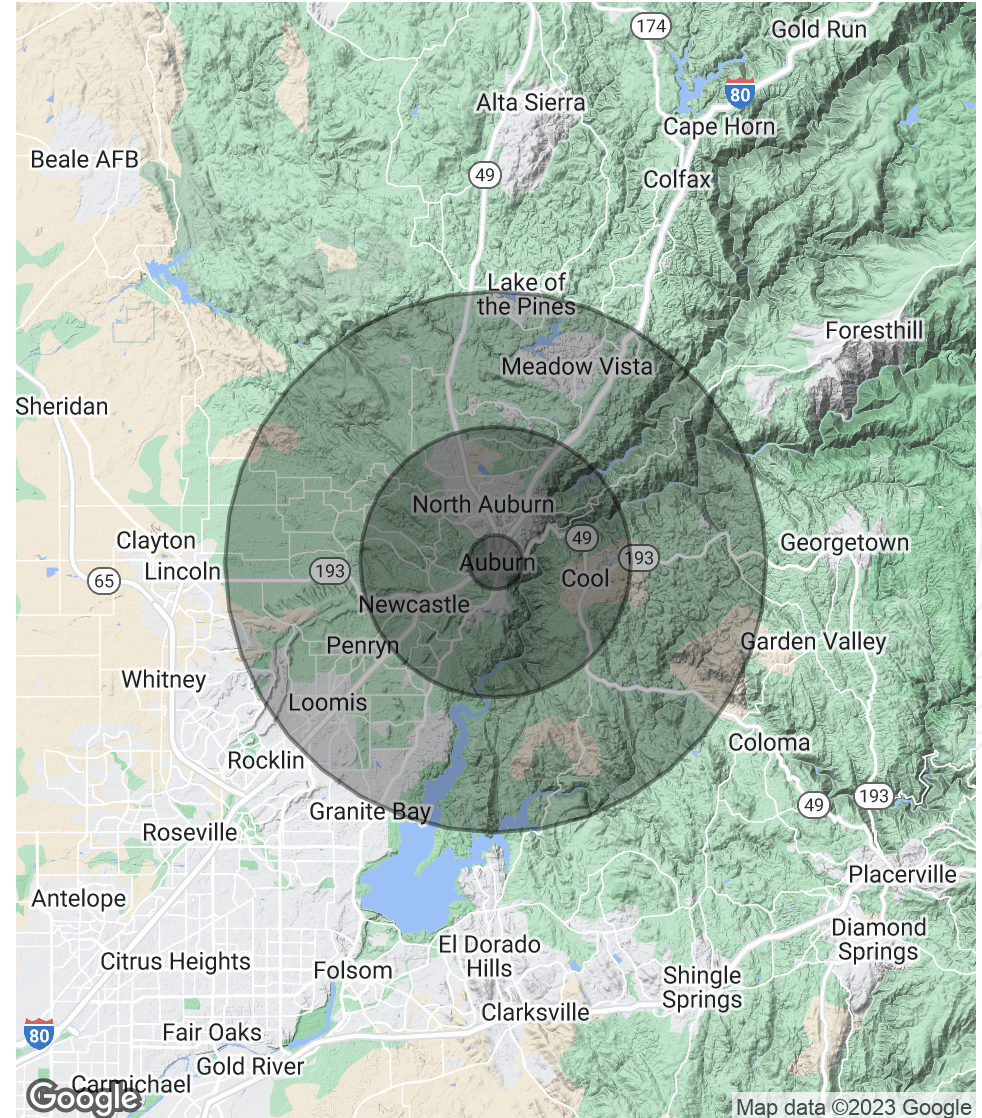 174
Gold Run
80
Alta Sierra
Cape Horn
Beale AFB
49
Colfax
Lake of
the Pines
Foresthill
Meadow Vista
Sheridan
North Auburn
Clayton
49
Georgetown
193
Auburn
Lincoln
193
65
Cool
Newcastle
Penryn
Garden Valley
Whitney
Loomis
Coloma
Rocklin
193
49
Granite Bay
Roseville
Placerville
Antelope
Diamond
Springs
El Dorado
Hills
Citrus Heights
Folsom
Shingle
Springs
Clarksville
80
Fair Oaks
Gold River
Carmichael
Google
Map data ©2023 Google